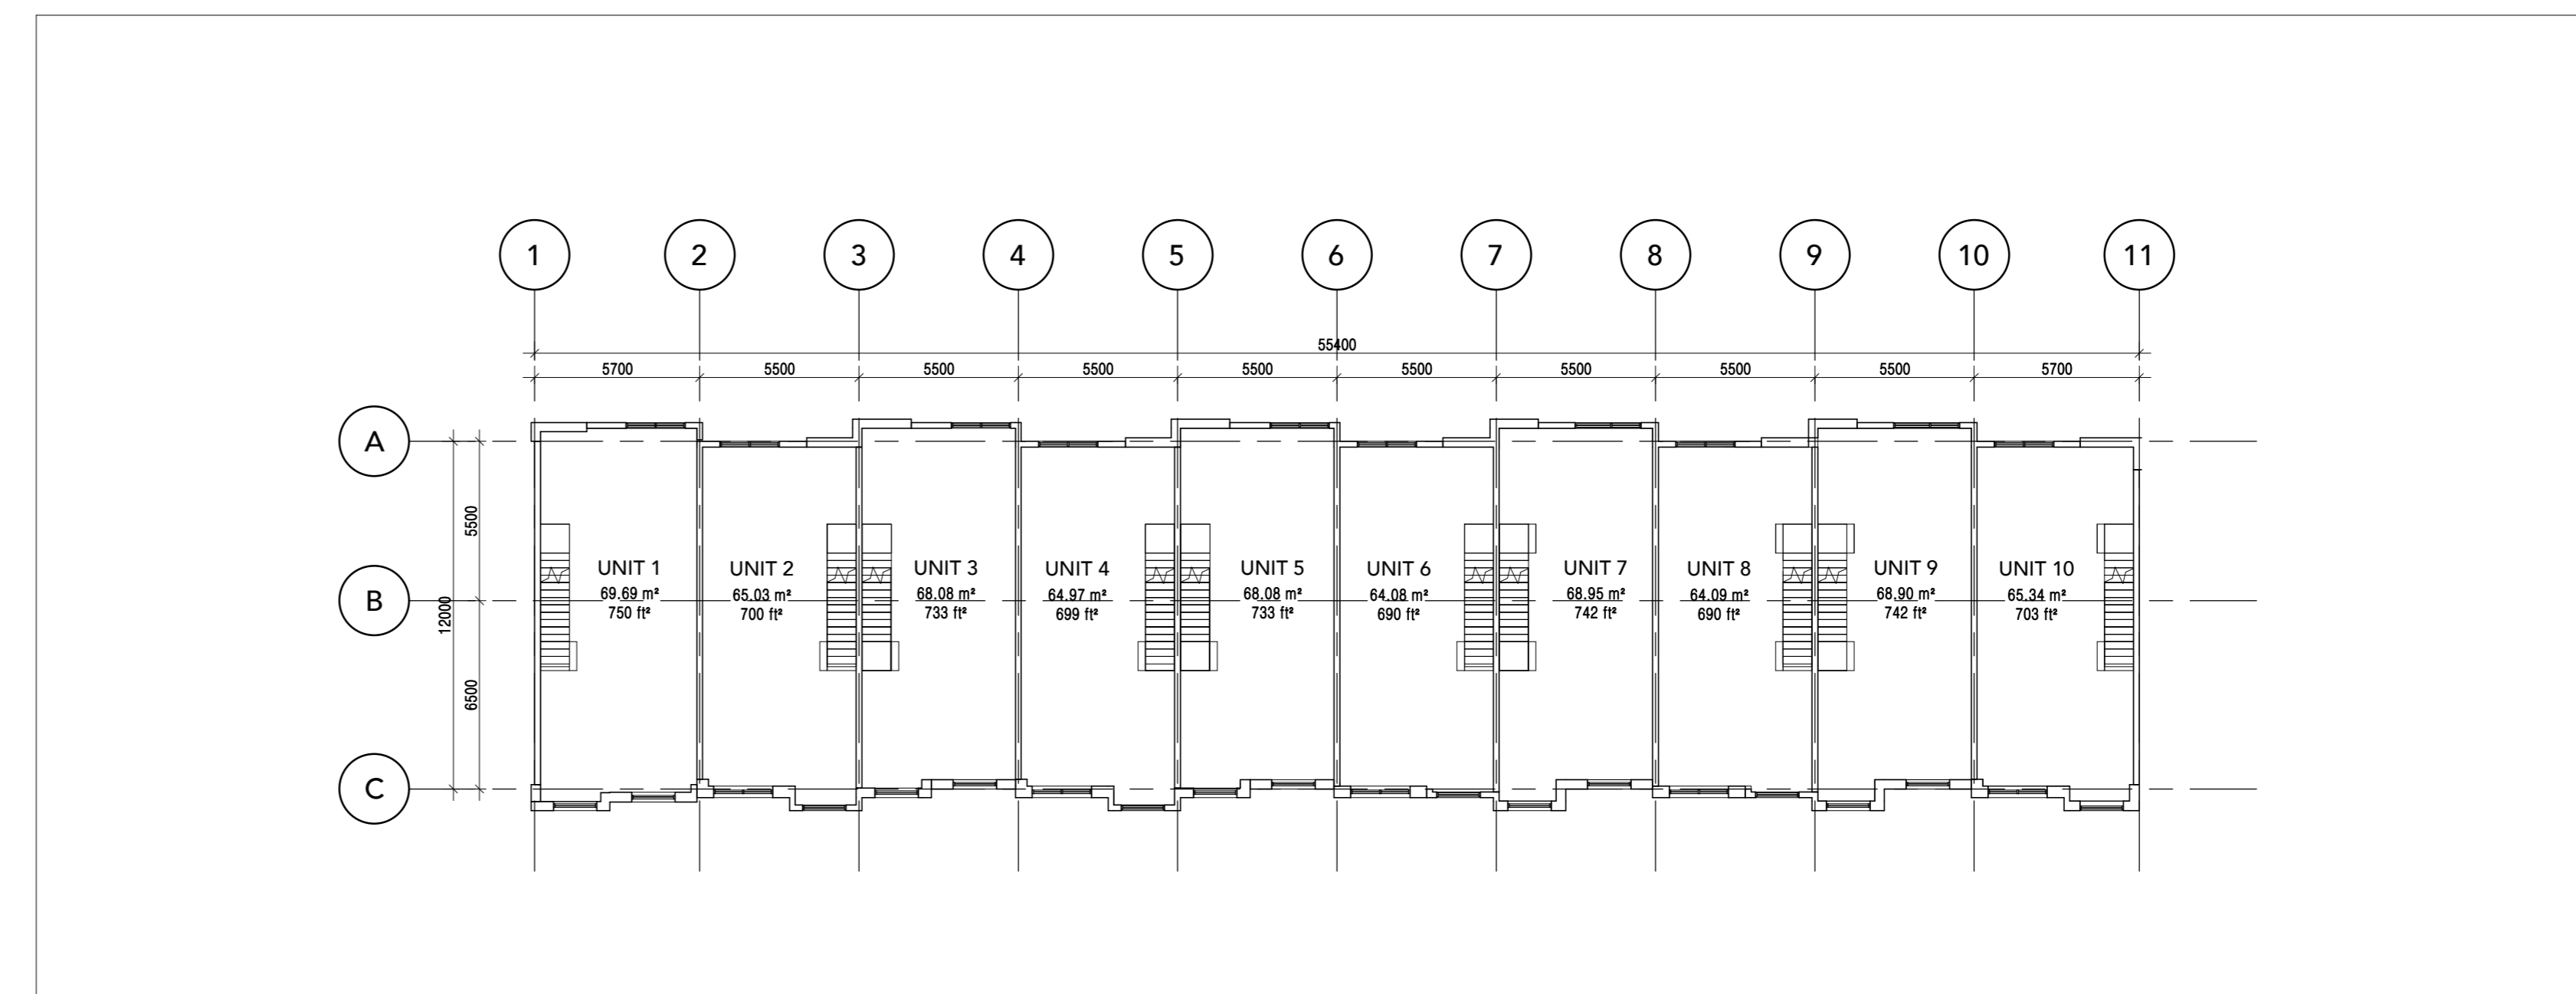 1 2 3 4 5 6 7 8 9 10 11
55400
5700 5500 5500 5500 5500 5500 5500 5500 5500 5700
A
5500
B
12000
6500
C
UNIT 1
69.69 m²
750 ft²
UNIT 2
65.03 m²
700 ft²
UNIT 3
68.08 m²
733 ft²
UNIT 4
64.97 m²
699 ft²
UNIT 5
68.08 m²
733 ft²
UNIT 6
64.08 m²
690 ft²
UNIT 7
68.95 m²
742 ft²
UNIT 8
64.09 m²
690 ft²
UNIT 9
68.90 m²
742 ft²
UNIT 10
65.34 m²
703 ft²